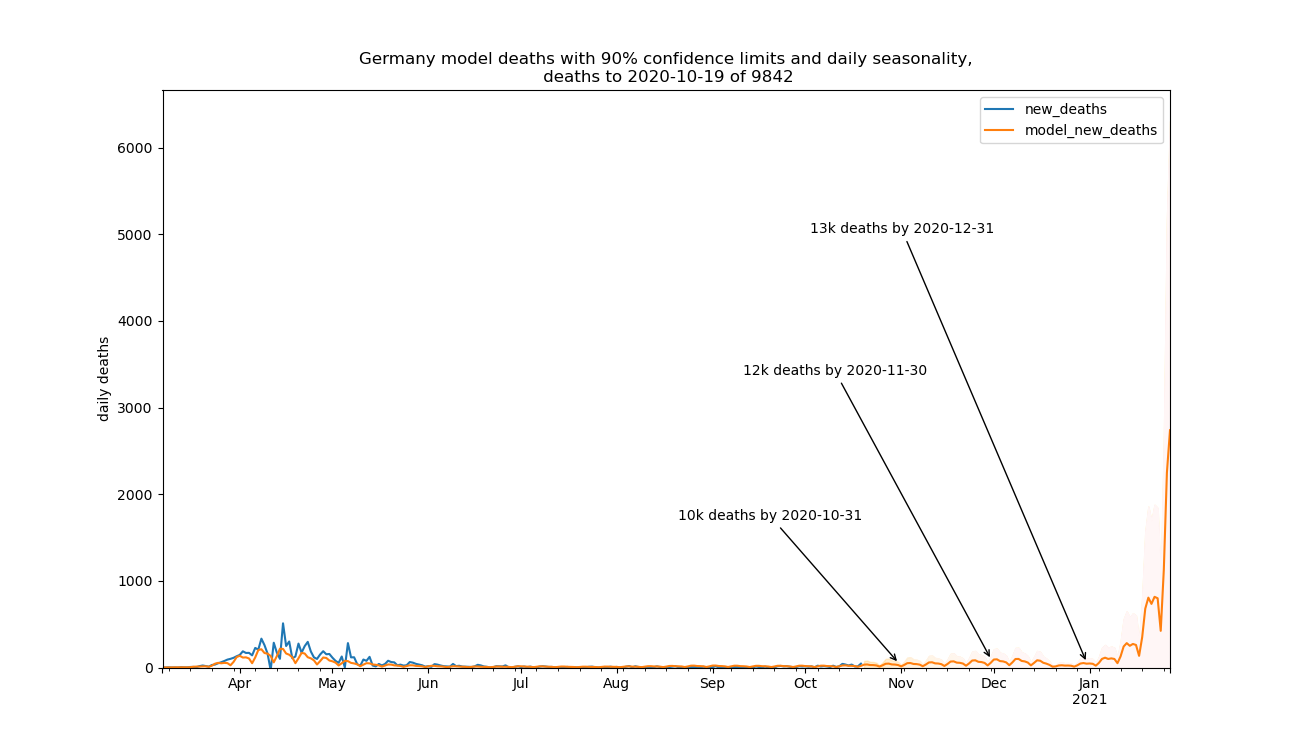 Germany model deaths with 90% confidence limits and daily seasonality,
deaths to 2020-10-19 of 9842
new_deaths
model_new_deaths
6000
5000
4000
3000
2000
1000
0
daily deaths
13k deaths by 2020-12-31
12k deaths by 2020-11-30
10k deaths by 2020-10-31
Apr May Jun Jul Aug Sep Oct Nov Dec Jan
2021